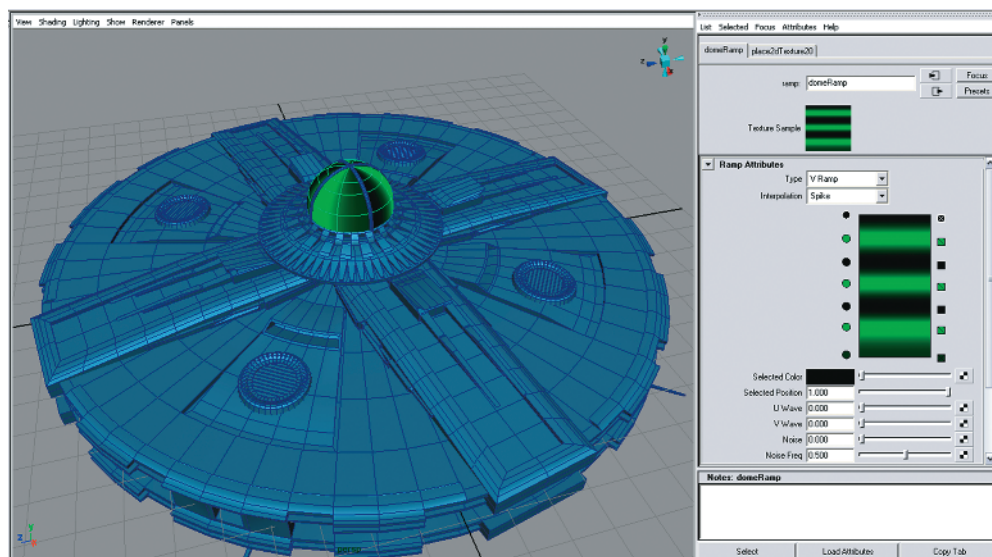 View Shading Lighting Show Renderer Panels
y
z
x
y
z
x
persp
List Selected Focus Attributes Help
domeRamp place2dTexture20
ramp: domeRamp
Focus
Presets
Texture Sample
Ramp Attributes
Type V Ramp
Interpolation Spike
Selected Color
Selected Position 1.000
U Wave 0.000
V Wave 0.000
Noise 0.000
Noise Freq 0.500
Notes: domeRamp
Select Load Attributes Copy Tab